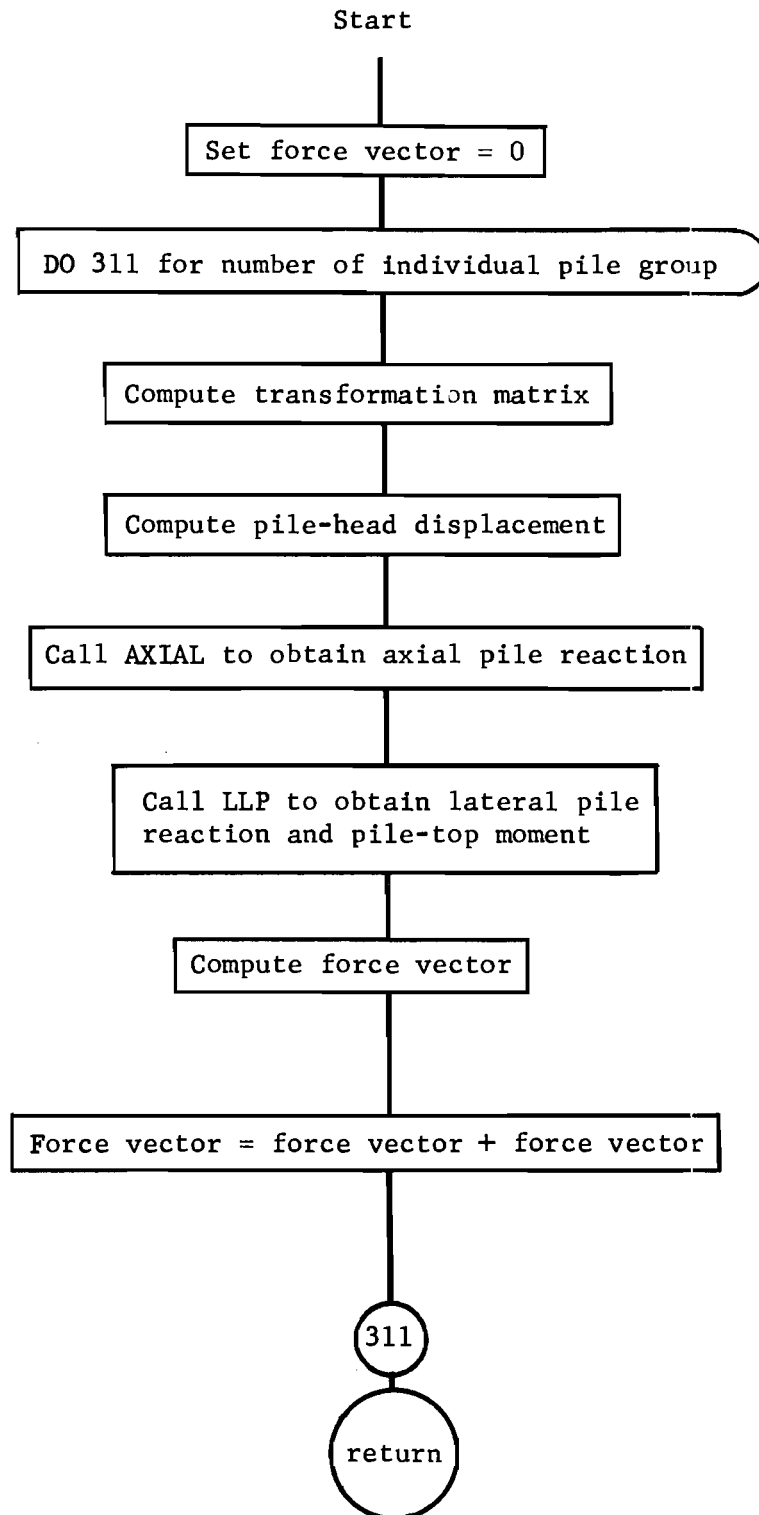 Start
Set force vector = 0
DO 311 for number of individual pile group
Compute transformation matrix
Compute pile-head displacement
Call AXIAL to obtain axial pile reaction
Call LLP to obtain lateral pile
reaction and pile-top moment
Compute force vector
Force vector = force vector + force vector
311
return